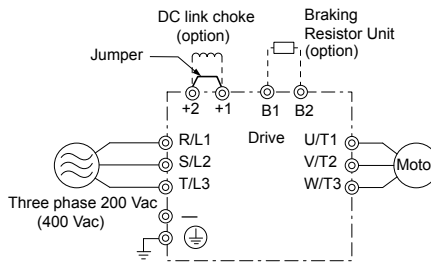 DC link choke
(option)
Braking
Resistor Unit
(option)
Jumper
+2
+1
B1
B2
R/L1
Drive
U/T1
S/L2
V/T2
Moto
T/L3
W/T3
Three phase 200 Vac
(400 Vac)
−